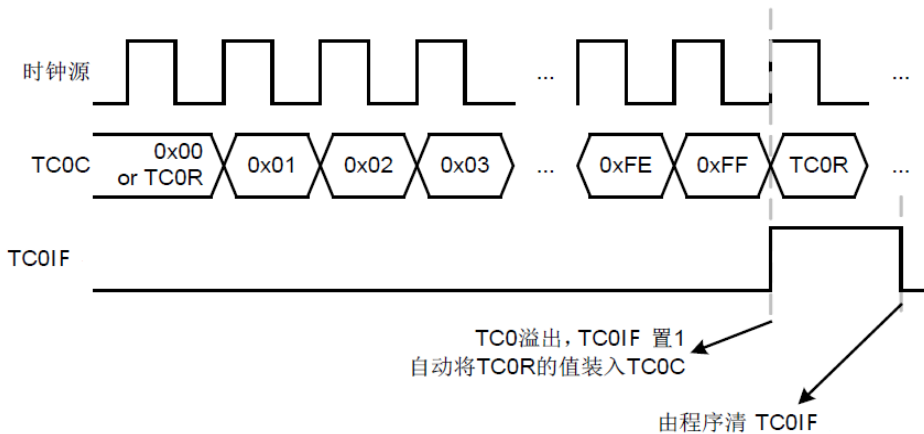 时钟源
...
...
TC0C
0x00
or TC0R
0x01
0x02
0x03
...
0xFE
0xFF
TC0R
...
TC0IF
TC0溢出，TC0IF 置1
自动将TC0R的值装入TC0C
由程序清 TC0IF